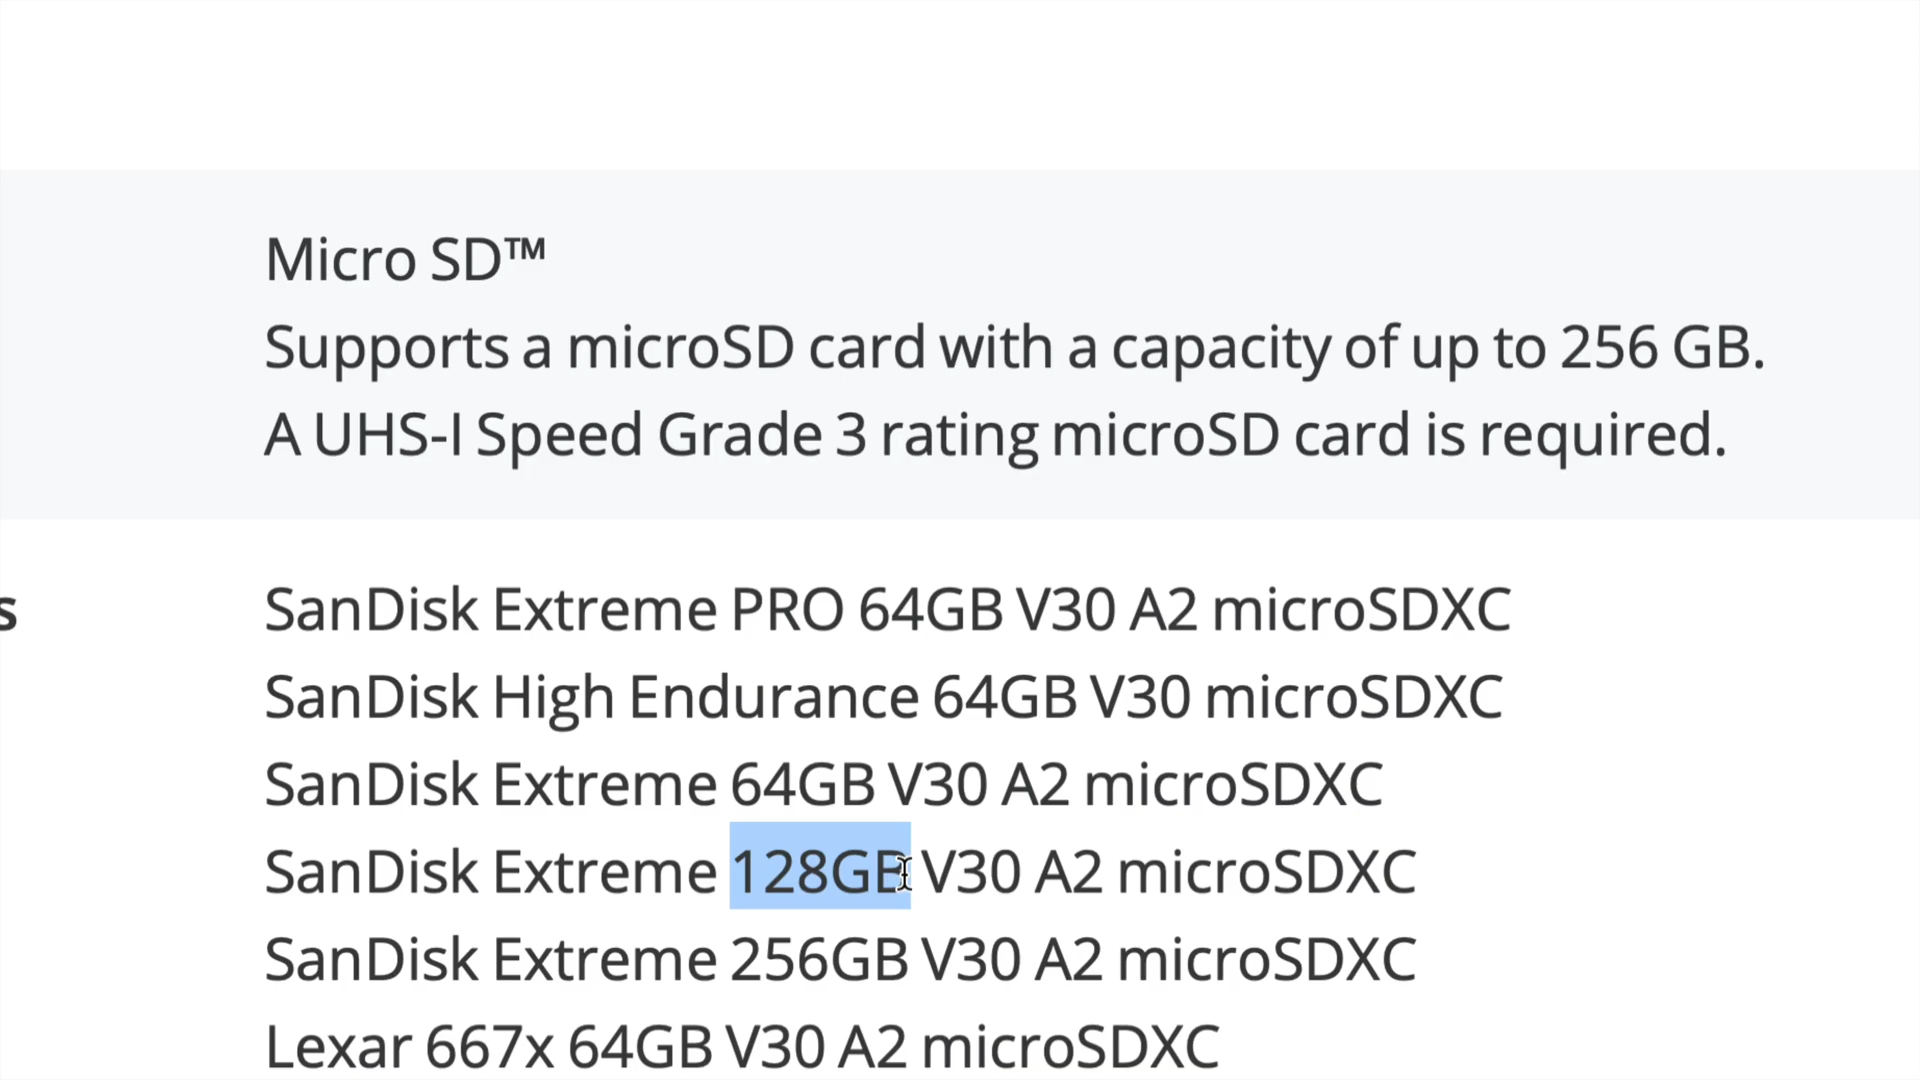 Micro SD™
Supports a microSD card with a capacity of up to 256 GB.
A UHS-I Speed Grade 3 rating microSD card is required.
s
SanDisk Extreme PRO 64GB V30 A2 microSDXC
SanDisk High Endurance 64GB V30 microSDXC
SanDisk Extreme 64GB V30 A2 microSDXC
SanDisk Extreme 128GB V30 A2 microSDXC
SanDisk Extreme 256GB V30 A2 microSDXC
Lexar 667x 64GB V30 A2 microSDXC